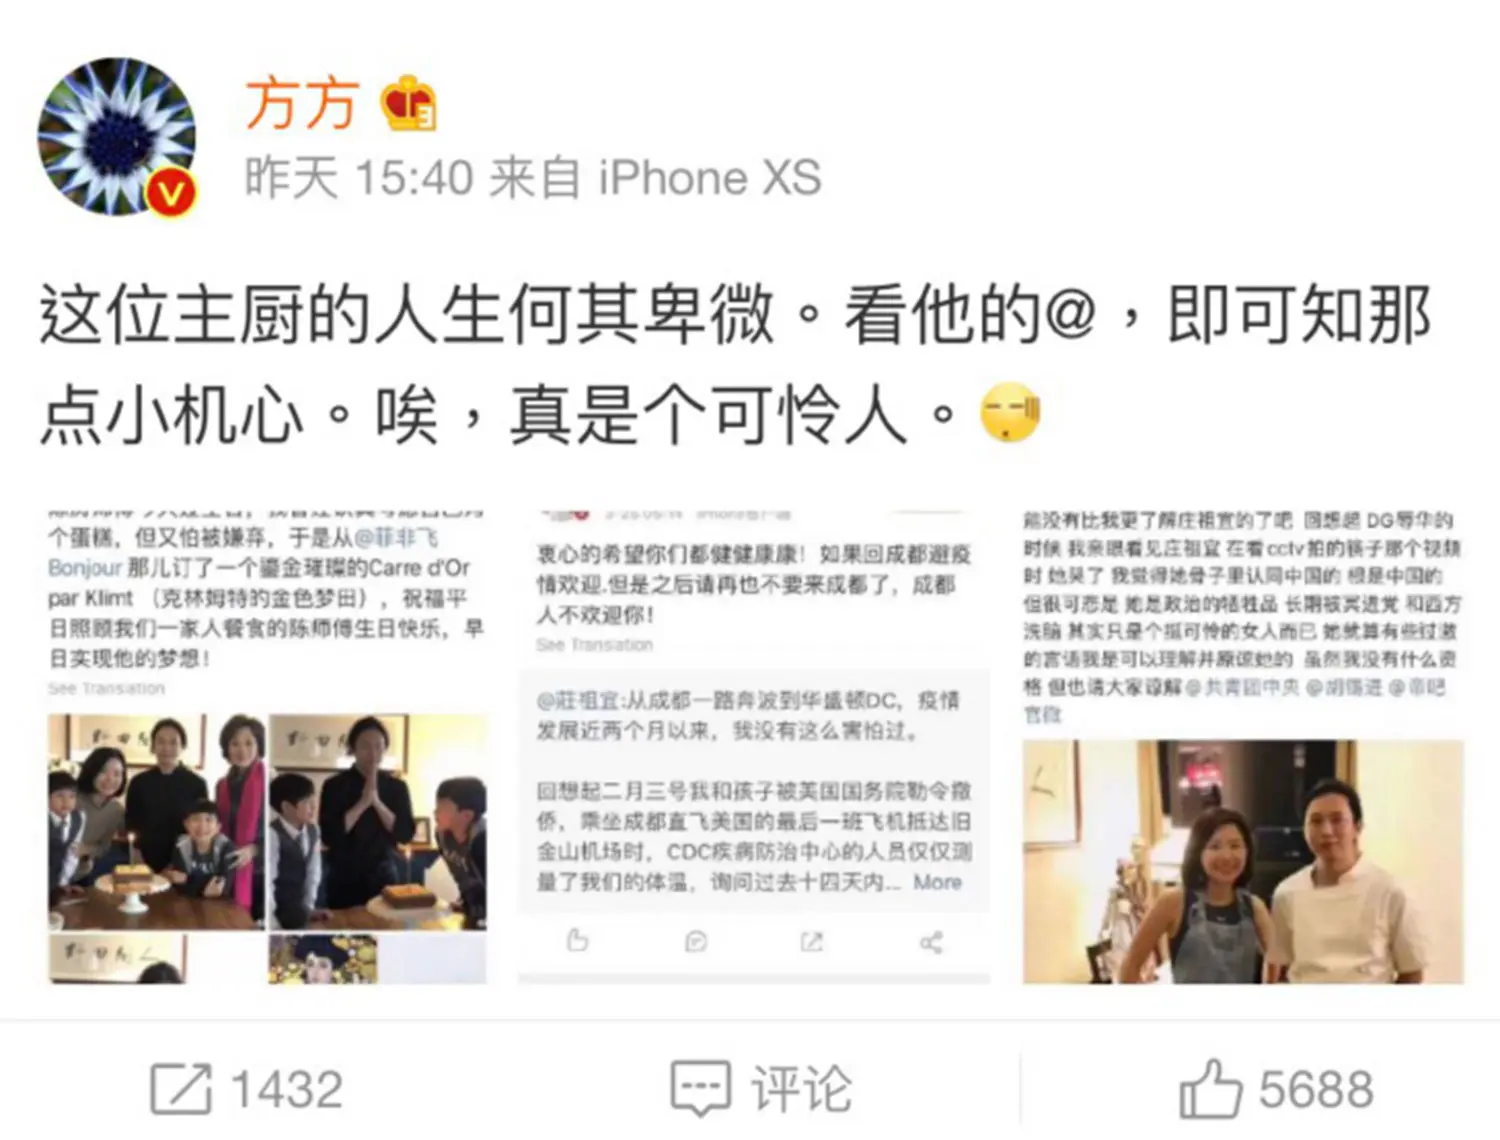 方方
昨天 15:40 来自 iPhone XS
这位主厨的人生何其卑微。看他的@，即可知那
点小机心。唉，真是个可怜人。
个蛋糕，但又怕被嫌弃，于是从@菲非飞
Bonjour 那儿订了一个鎏金璀璨的Carre d'Or
par Klimt （克林姆特的金色梦田），祝福平
日照顾我们一家人餐食的陈师傅生日快乐，早
日实现他的梦想！
See Translation
衷心的希望你们都健健康康！如果回成都避疫
情欢迎.但是之后请再也不要来成都了，成都
人不欢迎你！
See Translation
@莊祖宜:从成都一路奔波到华盛顿DC，疫情
发展近两个月以来，我没有这么害怕过。
回想起二月三号我和孩子被美国国务院勒令撤
侨，乘坐成都直飞美国的最后一班飞机抵达旧
金山机场时，CDC疾病防治中心的人员仅仅测
量了我们的体温，询问过去十四天内... More
能没有比我更了解庄祖宜的了吧 回想起 DG辱华的
时候 我亲眼看见庄祖宜 在看cctv拍的筷子那个视频
时 她哭了 我觉得她骨子里认同中国的 根是中国的
但很可悲是 她是政治的牺牲品 长期被冥进党 和西方
洗脑 其实只是个挺可怜的女人而已 她就算有些过激
的言语我是可以理解并原谅她的 虽然我没有什么资
格 但也请大家谅解@共青团中央 @胡锡进 @帝吧
官微
1432
评论
5688